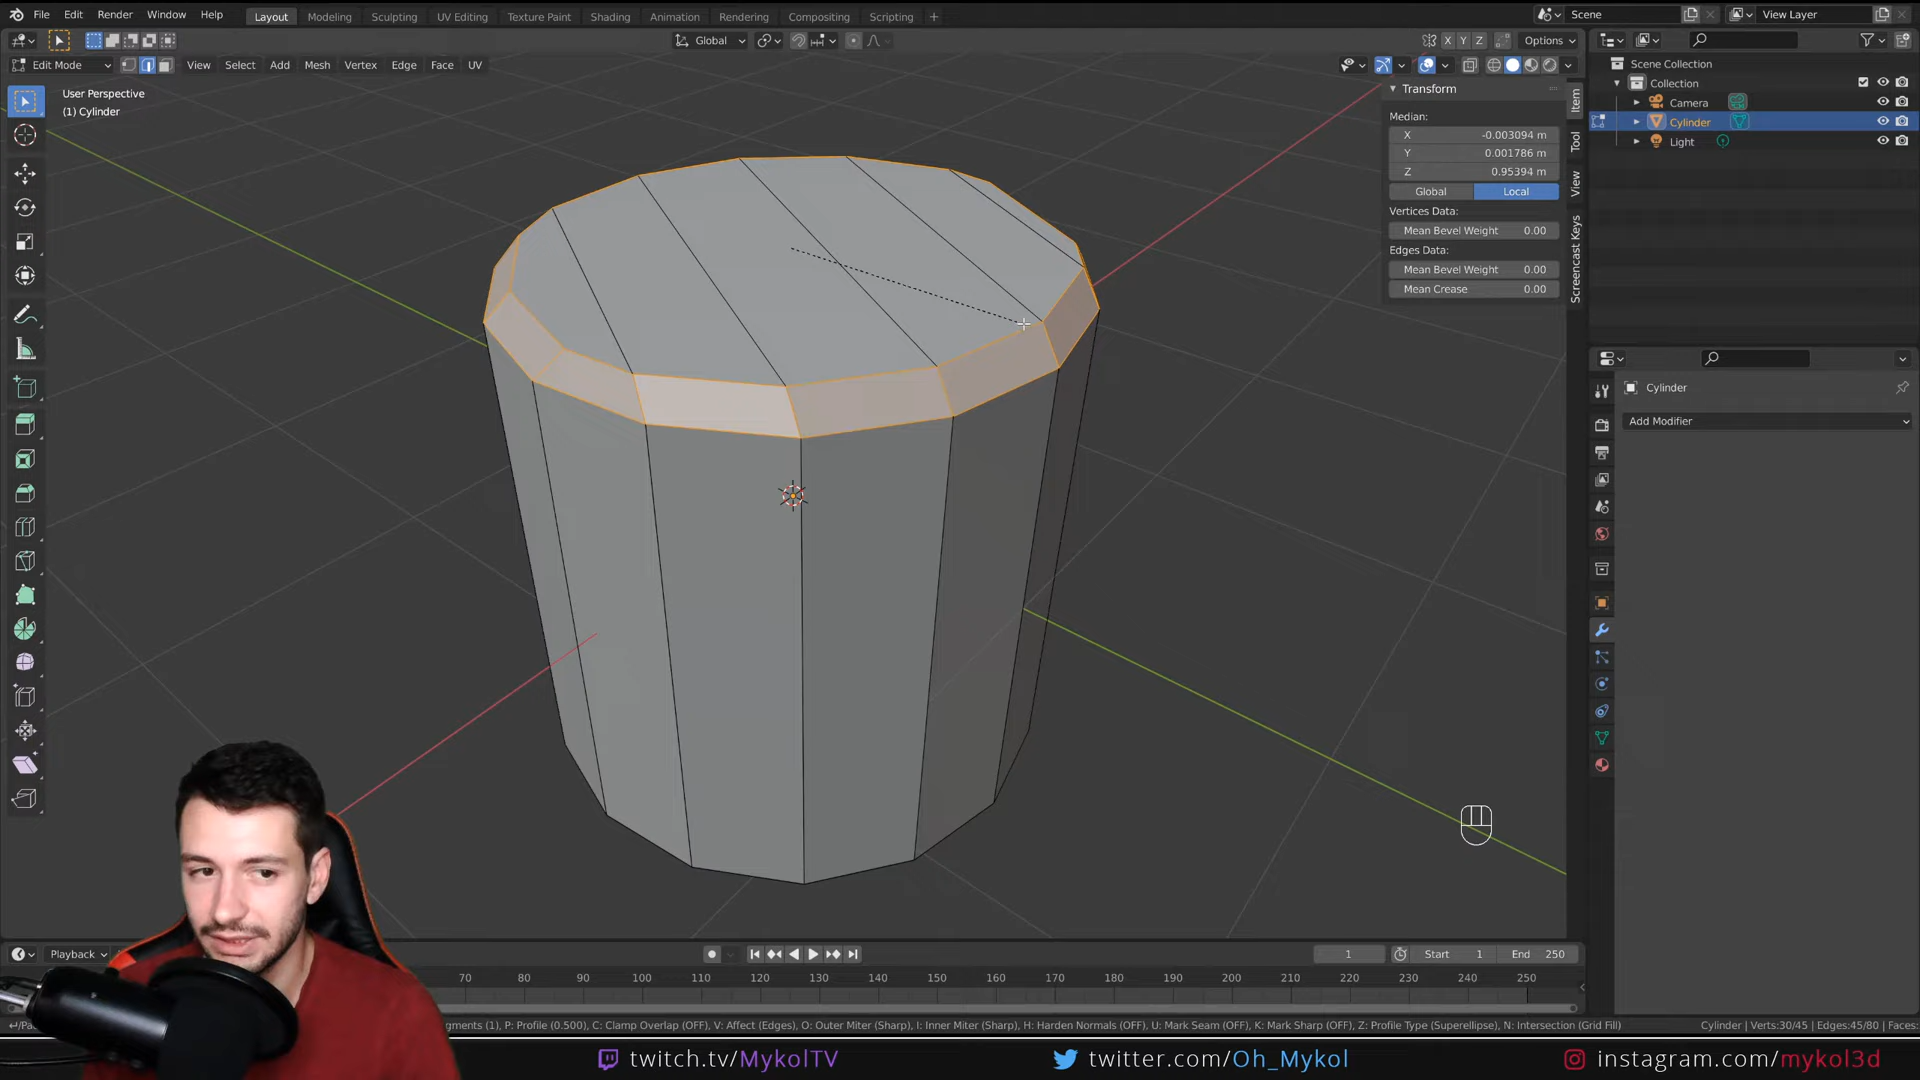 File Edit Render Window Help Layout Modeling Sculpting UV Editing Texture Paint Shading Animation Rendering Compositing Scripting + Scene View Layer
Global X Y Z Options
Edit Mode View Select Add Mesh Vertex Edge Face UV
User Perspective
(1) Cylinder
Transform
Median:
X -0.003094 m
Y 0.001786 m
Z 0.95394 m
Global Local
Vertices Data:
Mean Bevel Weight 0.00
Edges Data:
Mean Bevel Weight 0.00
Mean Crease 0.00
Item
Tool
View
Screencast Keys
Scene Collection
Collection
Camera
Cylinder
Light
Cylinder
Add Modifier
Playback 1 Start 1 End 250
70 80 90 100 110 120 130 140 150 160 170 180 190 200 210 220 230 240 250
gments (1), P: Profile (0.500), C: Clamp Overlap (OFF), V: Affect (Edges), O: Outer Miter (Sharp), I: Inner Miter (Sharp), H: Harden Normals (OFF), U: Mark Seam (OFF), K: Mark Sharp (OFF), Z: Profile Type (Superellipse), N: Intersection (Grid Fill) Cylinder | Verts:30/45 | Edges:45/80 | Faces:
twitch.tv/MykolTV twitter.com/Oh_Mykol instagram.com/mykol3d